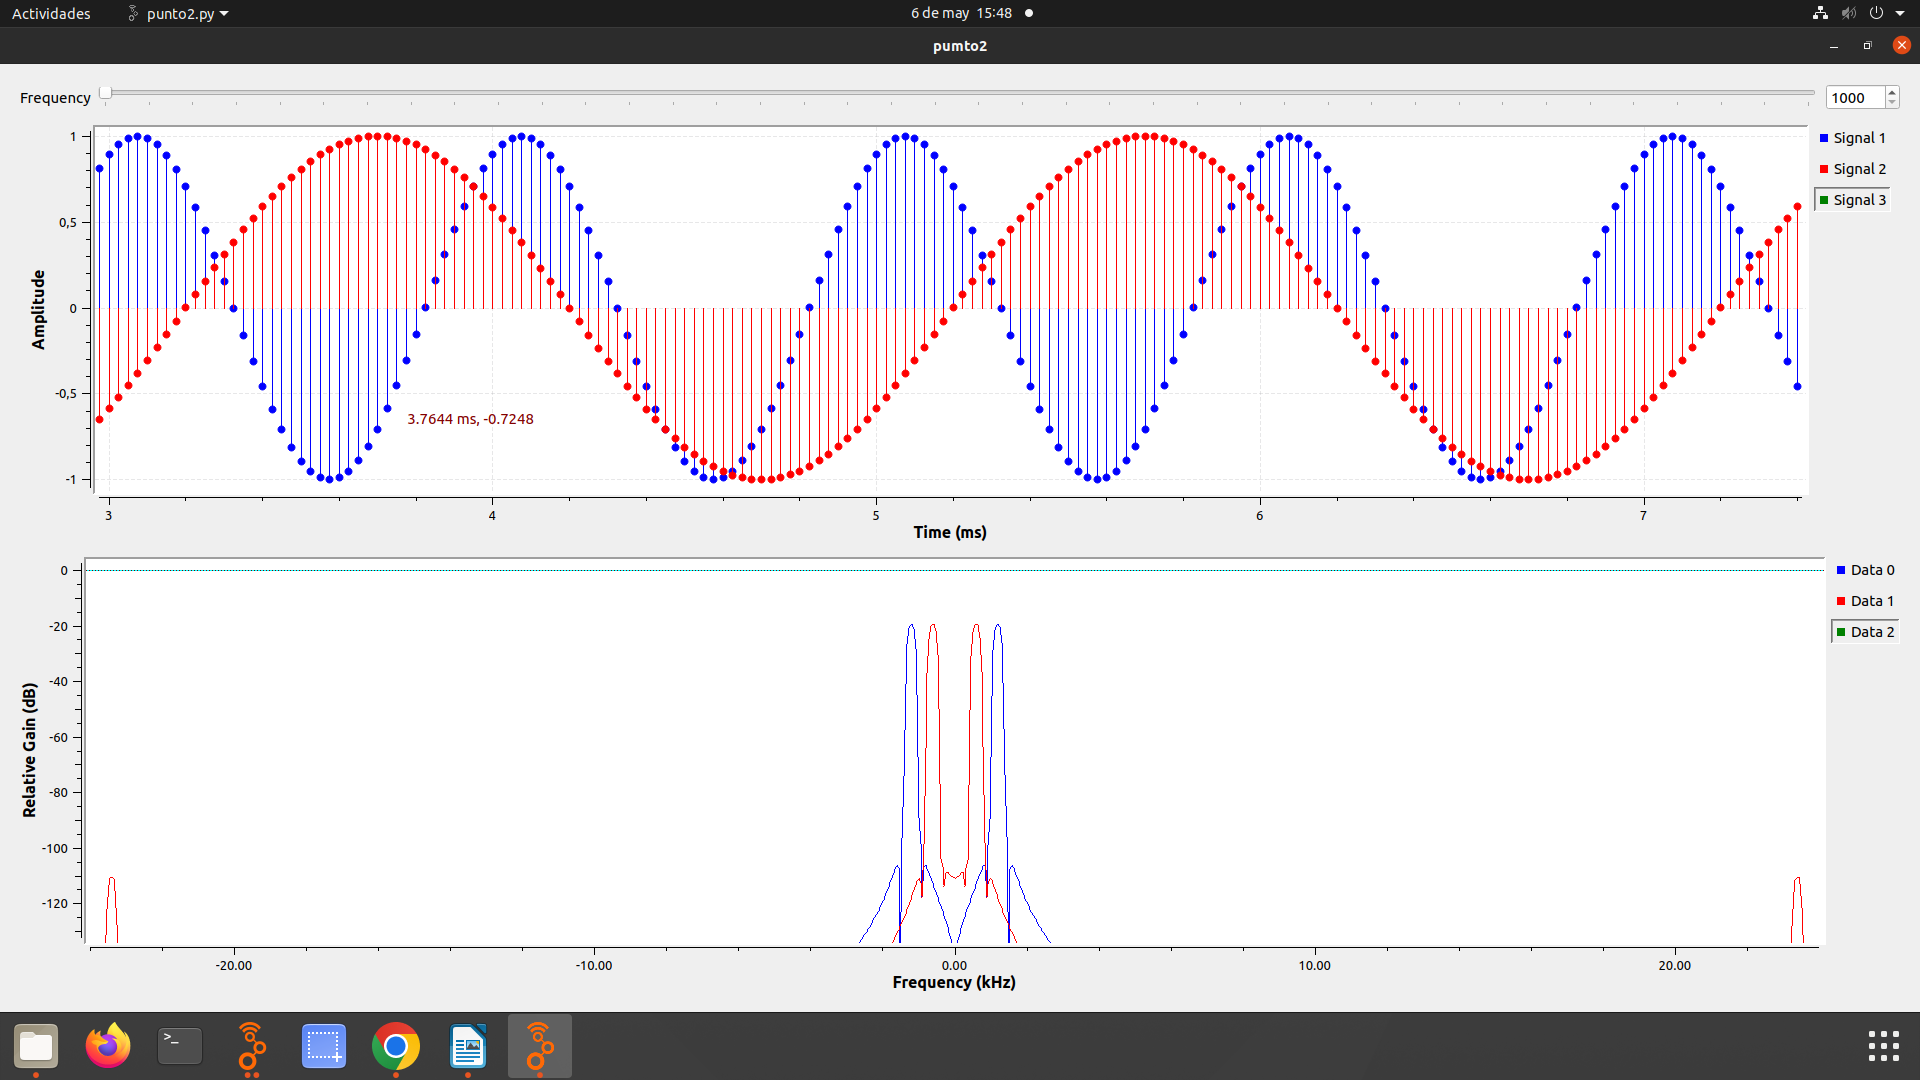 Actividades punto2.py 6 de may 15:48
pumto2
Frequency 1000
Signal 1
Signal 2
Signal 3
Amplitude
1
0,5
0
-0,5
-1
3.7644 ms, -0.7248
3 4 5 6 7
Time (ms)
Data 0
Data 1
Data 2
Relative Gain (dB)
0
-20
-40
-60
-80
-100
-120
-20.00 -10.00 0.00 10.00 20.00
Frequency (kHz)
>_